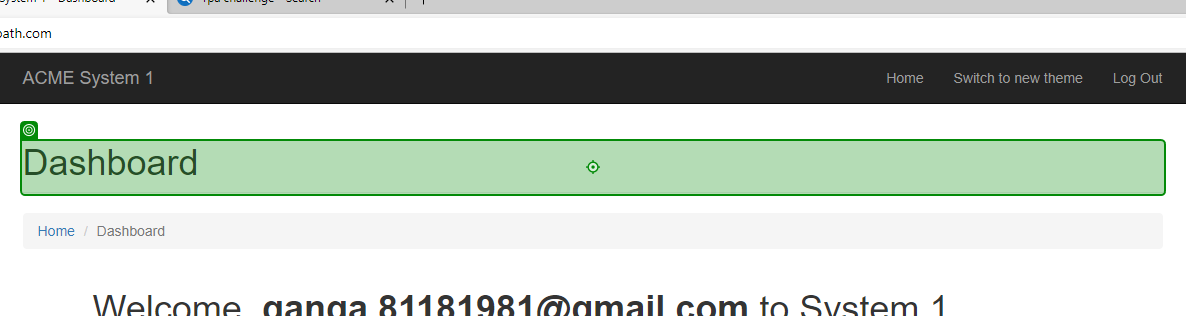 System 1 - Dashboard
rpa challenge - Search
path.com
ACME System 1
Home
Switch to new theme
Log Out
Dashboard
Home / Dashboard
Welcome, ganga.81181981@gmail.com to System 1